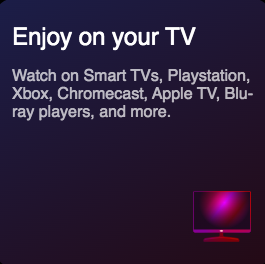 Enjoy on your TV
Watch on Smart TVs, Playstation,
Xbox, Chromecast, Apple TV, Blu-
ray players, and more.